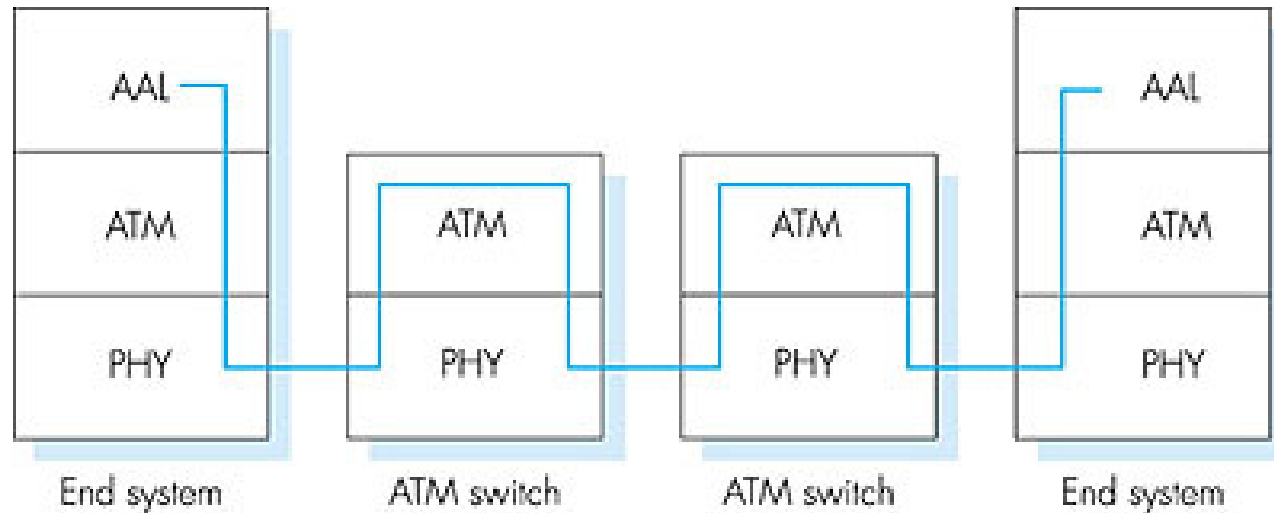 AAL
AAL
ATM
ATM
ATM
ATM
PHY
PHY
PHY
PHY
End system
ATM switch
ATM switch
End system